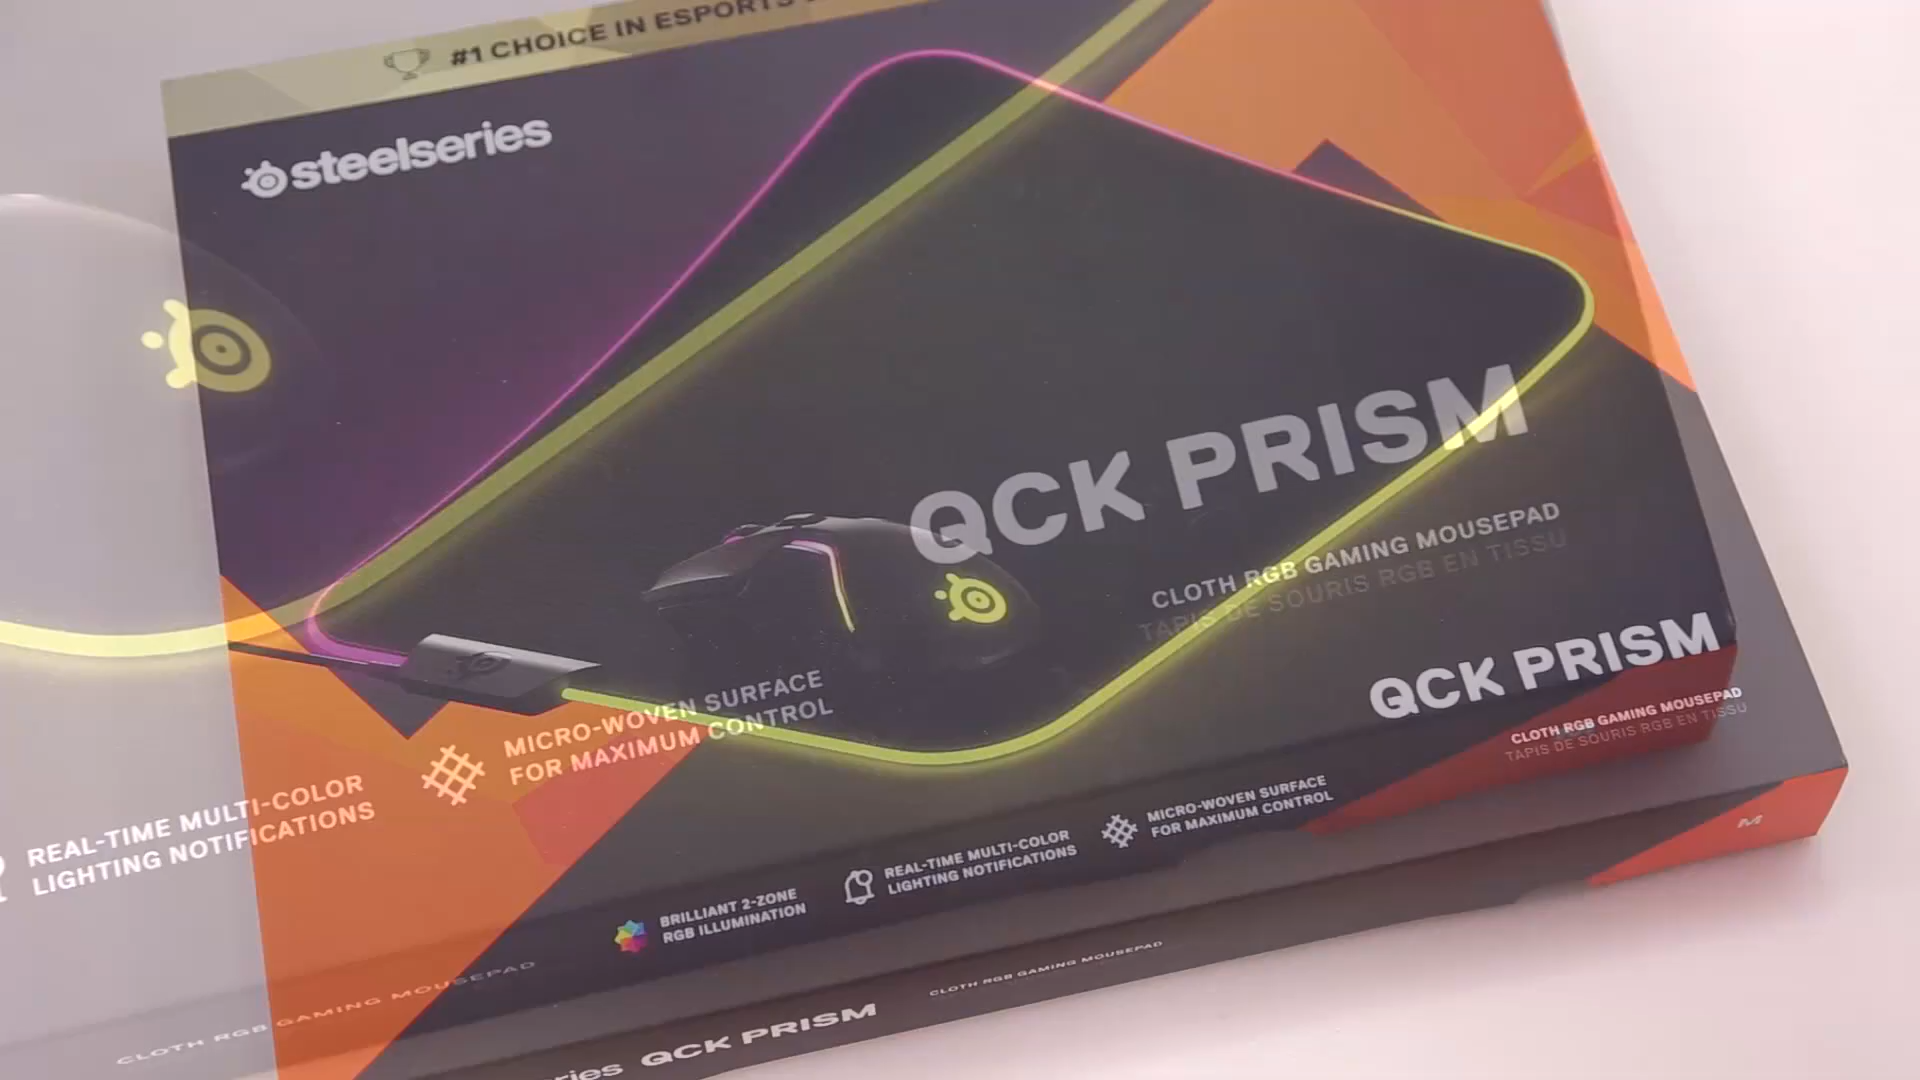 #1 CHOICE IN ESPORTS
steelseries
QCK PRISM
CLOTH RGB GAMING MOUSEPAD
TAPIS DE SOURIS RGB EN TISSU
QCK PRISM
CLOTH RGB GAMING MOUSEPAD
TAPIS DE SOURIS RGB EN TISSU
MICRO-WOVEN SURFACE
FOR MAXIMUM CONTROL
REAL-TIME MULTI-COLOR
LIGHTING NOTIFICATIONS
BRILLIANT 2-ZONE
RGB ILLUMINATION
REAL-TIME MULTI-COLOR
LIGHTING NOTIFICATIONS
MICRO-WOVEN SURFACE
FOR MAXIMUM CONTROL
M
CLOTH RGB GAMING MOUSEPAD
QCK PRISM
CLOTH RGB GAMING MOUSEPAD